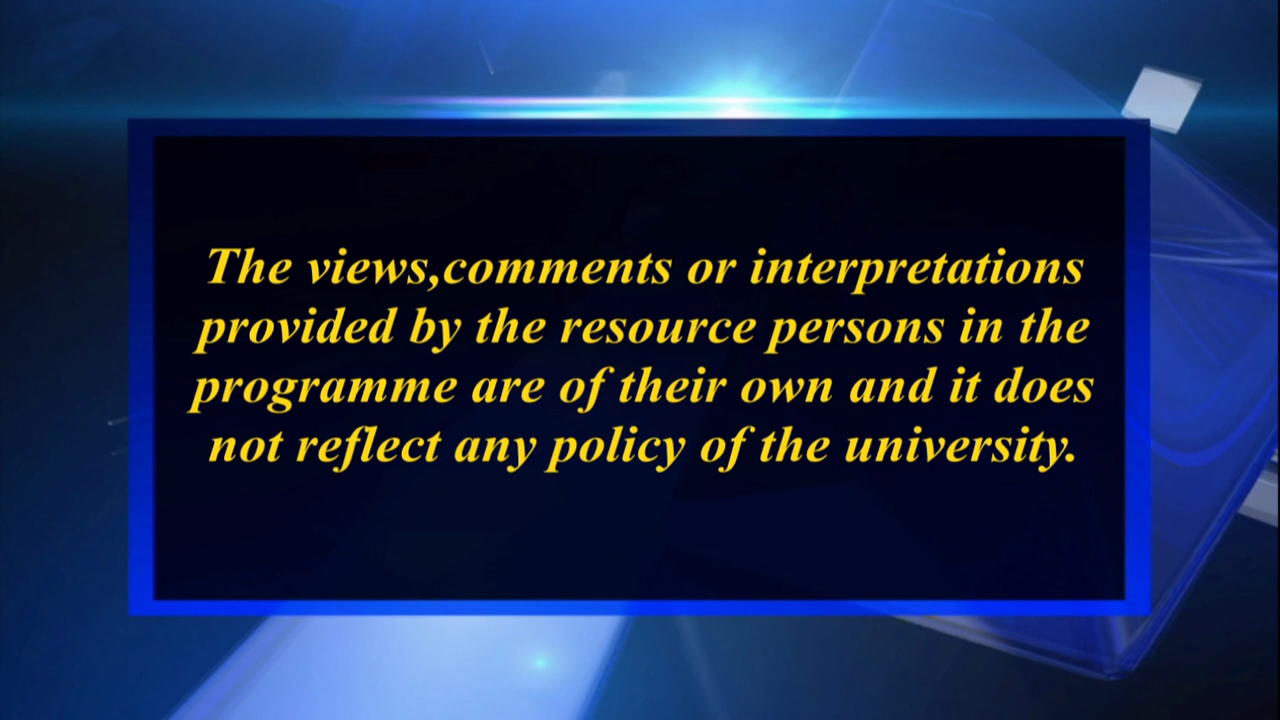 The views,comments or interpretations
provided by the resource persons in the
programme are of their own and it does
not reflect any policy of the university.